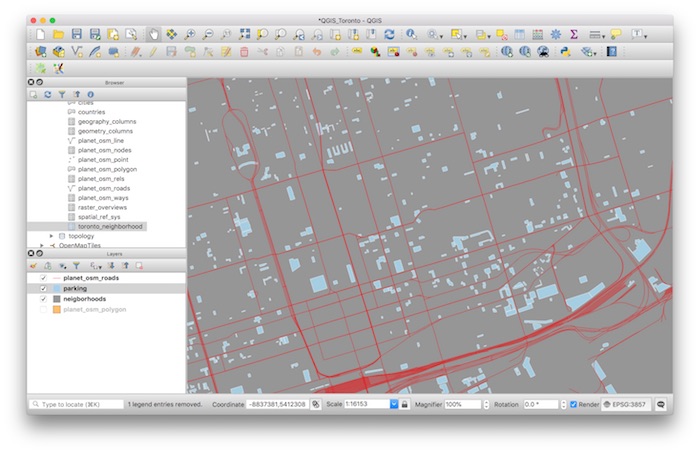 *QGIS_Toronto - QGIS
Browser
cities
countries
geography_columns
geometry_columns
planet_osm_line
planet_osm_nodes
planet_osm_point
planet_osm_polygon
planet_osm_rels
planet_osm_roads
planet_osm_ways
raster_overviews
spatial_ref_sys
toronto_neighborhood
topology
OpenMapTiles
Layers
planet_osm_roads
parking
neigborhoods
planet_osm_polygon
Type to locate (⌘K) 1 legend entries removed. Coordinate -8837381,5412308 Scale 1:16153 Magnifier 100% Rotation 0.0 ° Render EPSG:3857